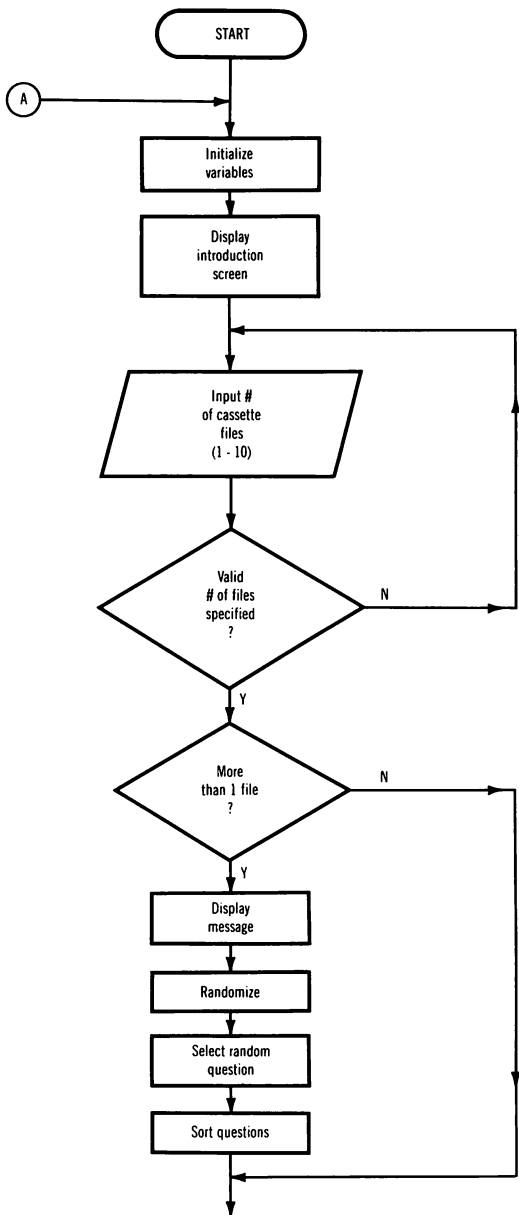 START
A
Initialize
variables
Display
introduction
screen
Input #
of cassette
files
(1 - 10)
Valid
# of files
specified
?
N
Y
More
than 1 file
?
N
Y
Display
message
Randomize
Select random
question
Sort questions